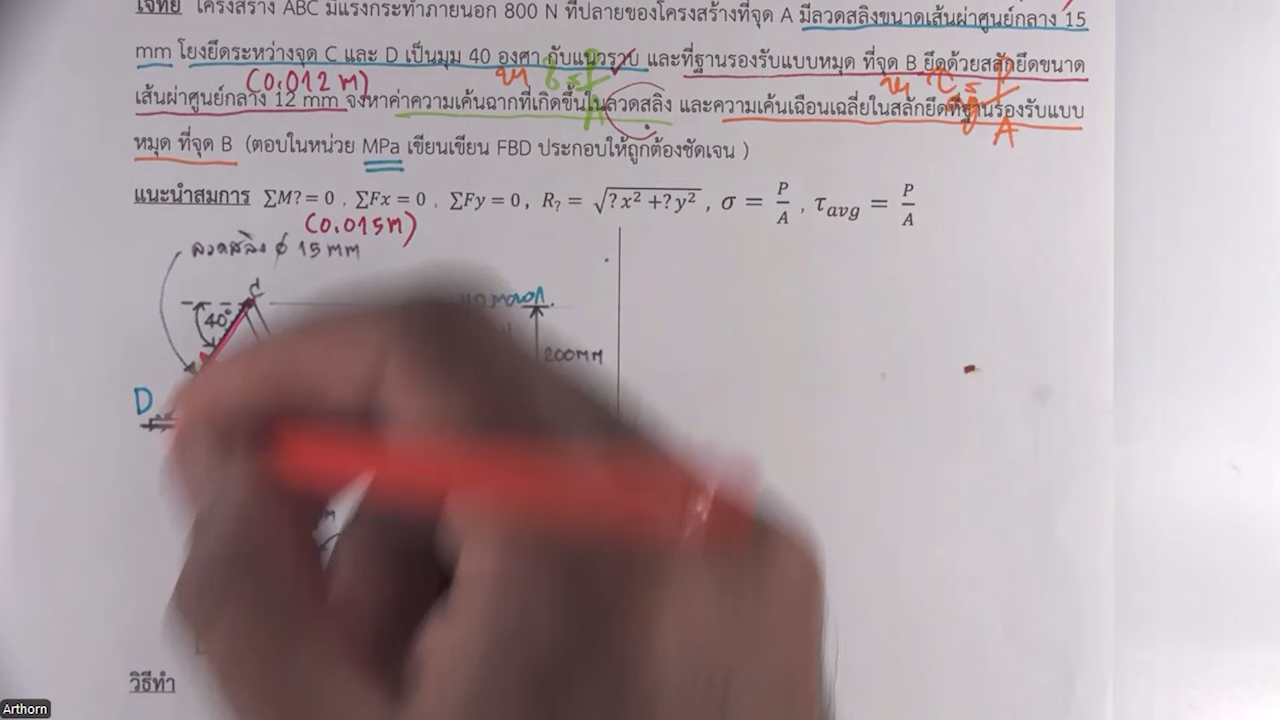 โจทย์ โครงสร้าง ABC มีแรงกระทำภายนอก 800 N ที่ปลายของโครงสร้างที่จุด A มีลวดสลิงขนาดเส้นผ่าศูนย์กลาง 15
mm โยงยึดระหว่างจุด C และ D เป็นมุม 40 องศา กับแนวราบ และที่ฐานรองรับแบบหมุด ที่จุด B ยึดด้วยสลักยึดขนาด
(0.012 m)
เส้นผ่าศูนย์กลาง 12 mm จงหาค่าความเค้นฉากที่เกิดขึ้นในลวดสลิง และความเค้นเฉือนเฉลี่ยในสลักยึดที่ฐานรองรับแบบ
หมุด ที่จุด B (ตอบในหน่วย MPa เขียนเขียน FBD ประกอบให้ถูกต้องชัดเจน )
แนะนำสมการ ∑M? = 0 , ∑Fx = 0 , ∑Fy = 0 , R? = √?x² +?y² , σ = P/A , τavg = P/A
(0.015m)
ลวดสลิง ϕ 15 mm
C
40°
200mm
D
วิธีทำ
Arthorn